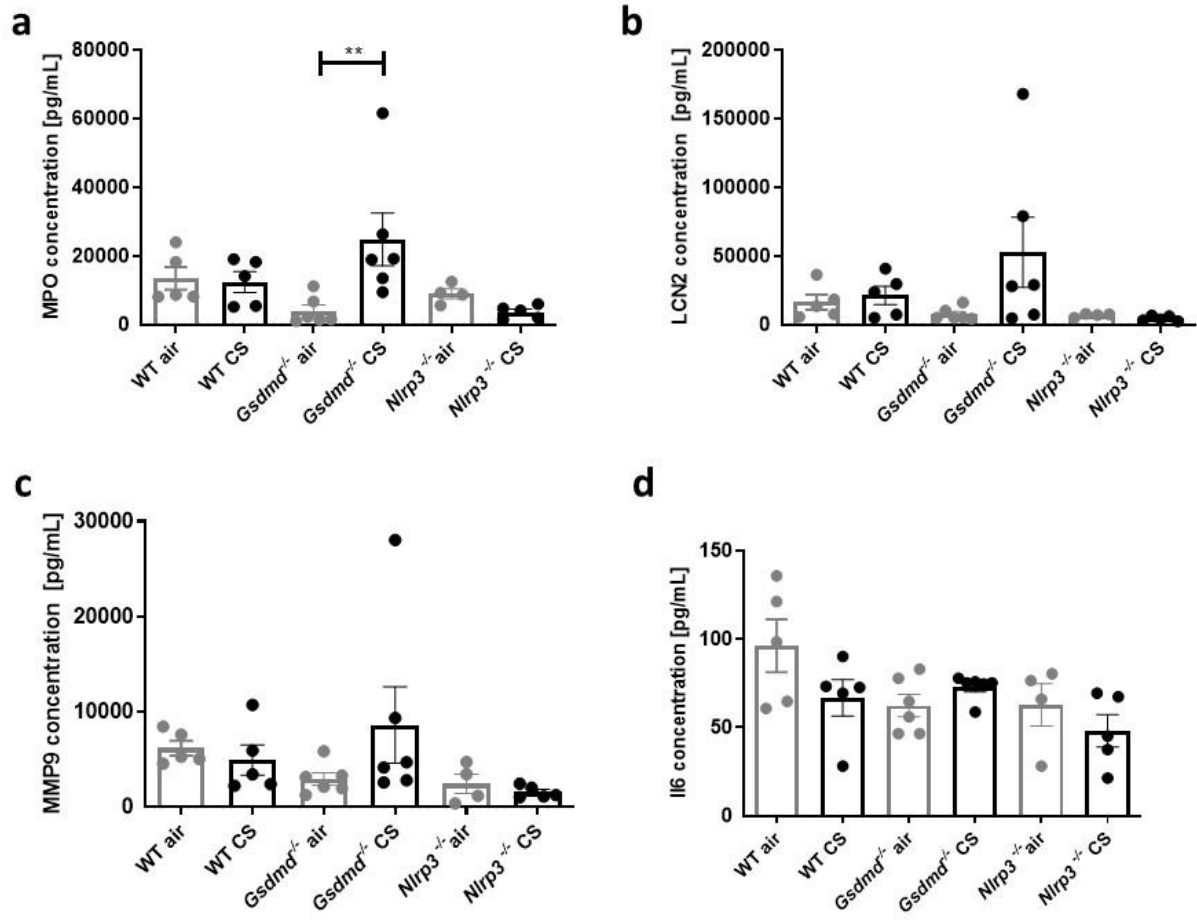 a
MPO concentration [pg/mL]
80000
60000
40000
20000
0
**
WT air
WT CS
Gsdmd-/- air
Gsdmd-/- CS
Nlrp3 -/- air
Nlrp3 -/- CS
b
LCN2 concentration [pg/mL]
200000
150000
100000
50000
0
WT air
WT CS
Gsdmd-/- air
Gsdmd-/- CS
Nlrp3 -/- air
Nlrp3 -/- CS
c
MMP9 concentration [pg/mL]
30000
20000
10000
0
WT air
WT CS
Gsdmd-/- air
Gsdmd-/- CS
Nlrp3 -/- air
Nlrp3 -/- CS
d
Il6 concentration [pg/mL]
150
100
50
0
WT air
WT CS
Gsdmd-/- air
Gsdmd-/- CS
Nlrp3 -/- air
Nlrp3 -/- CS